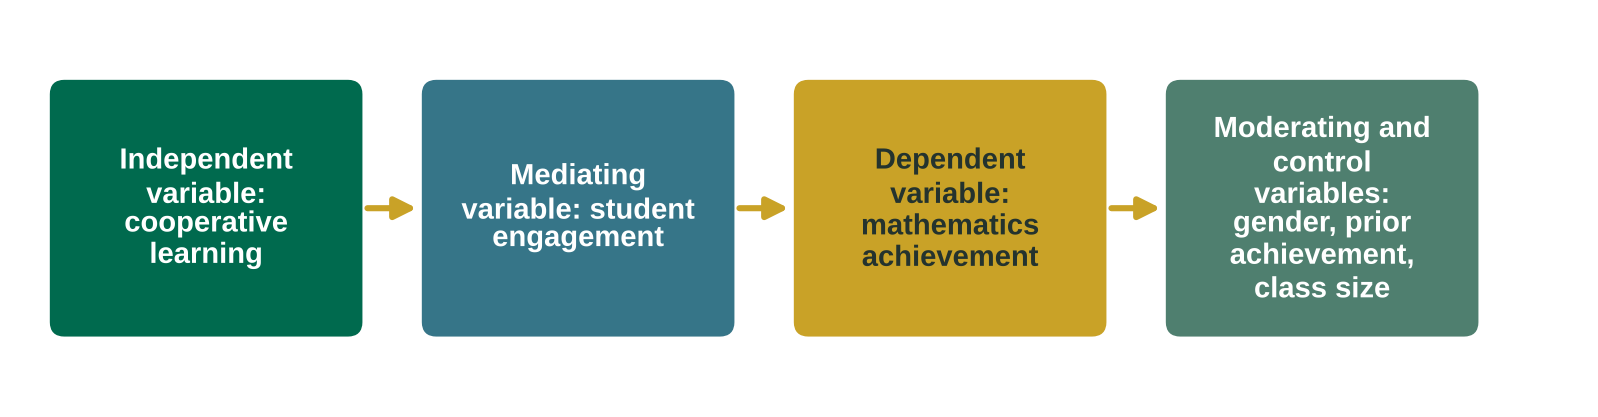 Independent
variable:
cooperative
learning
Mediating
variable: student
engagement
Dependent
variable:
mathematics
achievement
Moderating and
control
variables:
gender, prior
achievement,
class size